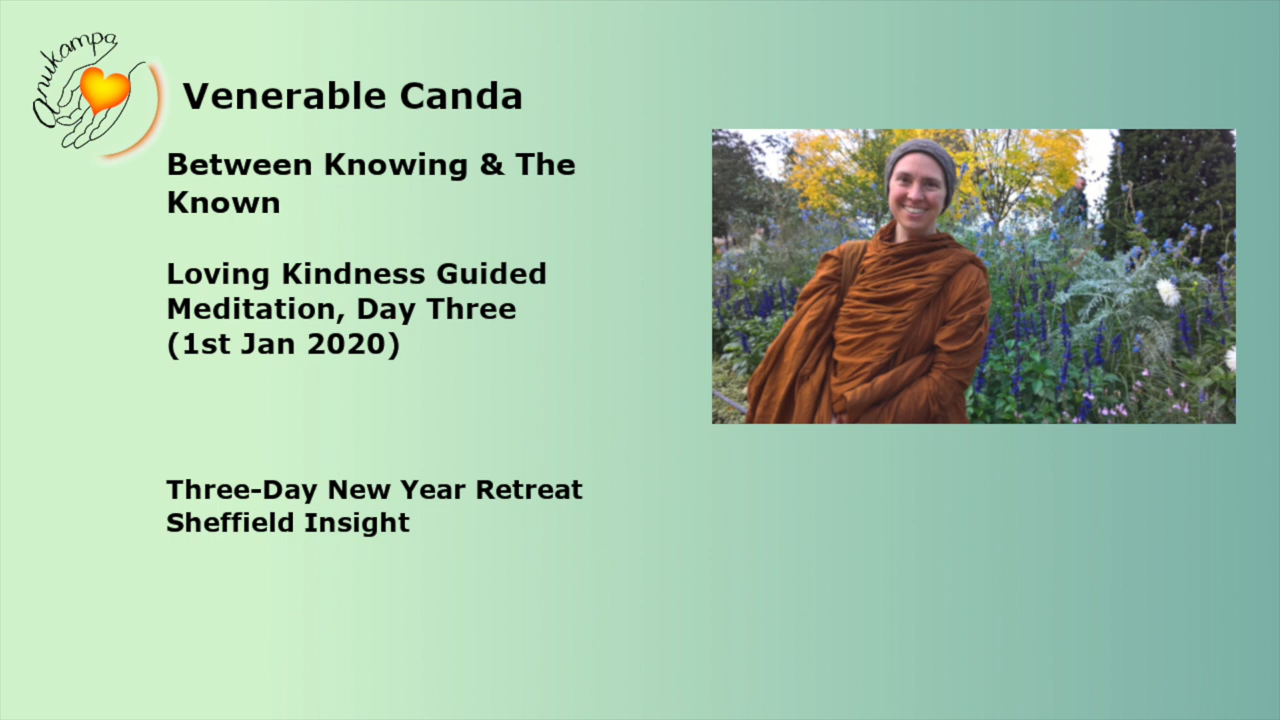 Anukampa
Venerable Canda
Between Knowing & The
Known
Loving Kindness Guided
Meditation, Day Three
(1st Jan 2020)
Three-Day New Year Retreat
Sheffield Insight